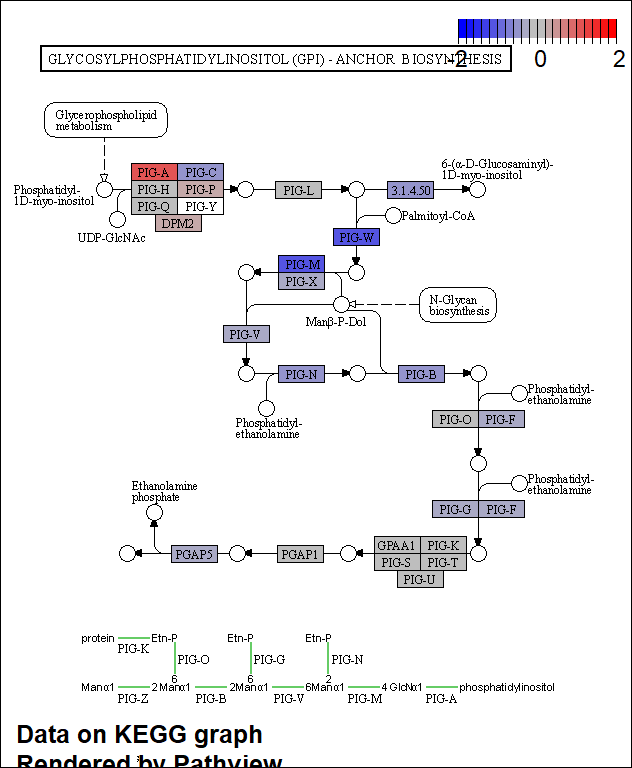 -2 0 2
GLYCOSYLPHOSPHATIDYLINOSITOL (GPI) - ANCHOR BIOSYNTHESIS
Glycerophospholipid
metabolism
6-(α-D-Glucosaminyl)-
1D-myo-inositol
PIG-A PIG-C
Phosphatidyl-
1D-myo-inositol
PIG-H PIG-P
PIG-L
3.1.4.50
PIG-Q PIG-Y
DPM2
Palmitoyl-CoA
UDP-GlcNAc
PIG-W
PIG-M
PIG-X
N-Glycan
biosynthesis
Manβ-P-Dol
PIG-V
PIG-N
PIG-B
Phosphatidyl-
ethanolamine
Phosphatidyl-
ethanolamine
PIG-O PIG-F
Phosphatidyl-
ethanolamine
Ethanolamine
phosphate
PIG-G PIG-F
PGAP5
PGAP1
GPAA1 PIG-K
PIG-S PIG-T
PIG-U
protein Etn-P Etn-P Etn-P
PIG-K
PIG-O PIG-G PIG-N
6 6 2
Manα1 2Manα1 2Manα1 6Manα1 4 GlcNα1 phosphatidylinositol
PIG-Z PIG-B PIG-V PIG-M PIG-A
Data on KEGG graph
Rendered by Pathview